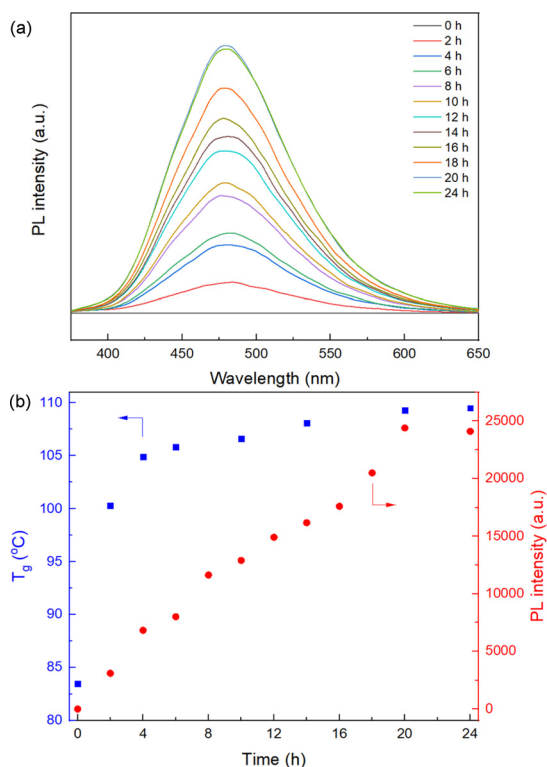 (a)
0 h
2 h
4 h
6 h
8 h
10 h
12 h
14 h
16 h
18 h
20 h
24 h
PL intensity (a.u.)
400 450 500 550 600 650
Wavelength (nm)
(b)
110
105
100
95
90
85
80
Tg (°C)
25000
20000
15000
10000
5000
0
PL intensity (a.u.)
0 4 8 12 16 20 24
Time (h)